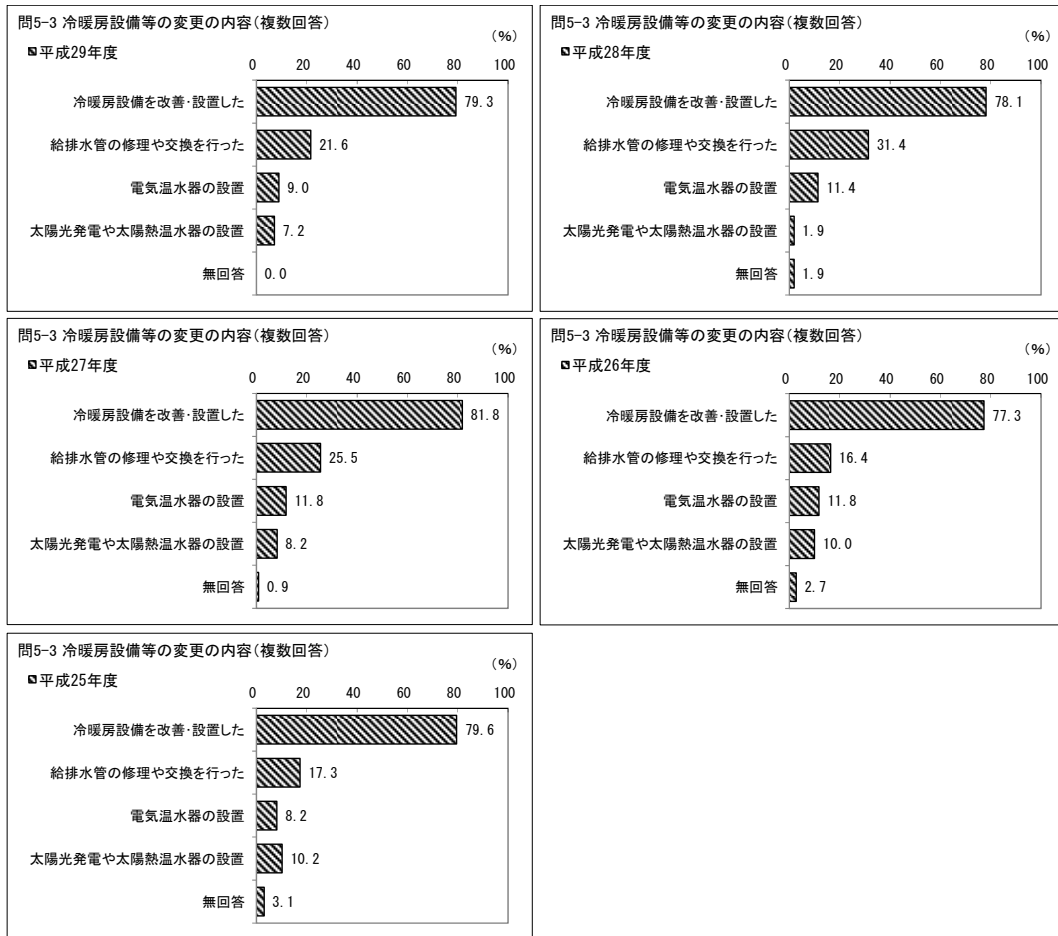 問5-3 冷暖房設備等の変更の内容(複数回答)
(%)
平成29年度
0 20 40 60 80 100
冷暖房設備を改善・設置した 79.3
給排水管の修理や交換を行った 21.6
電気温水器の設置 9.0
太陽光発電や太陽熱温水器の設置 7.2
無回答 0.0
問5-3 冷暖房設備等の変更の内容(複数回答)
(%)
平成28年度
0 20 40 60 80 100
冷暖房設備を改善・設置した 78.1
給排水管の修理や交換を行った 31.4
電気温水器の設置 11.4
太陽光発電や太陽熱温水器の設置 1.9
無回答 1.9
問5-3 冷暖房設備等の変更の内容(複数回答)
(%)
平成27年度
0 20 40 60 80 100
冷暖房設備を改善・設置した 81.8
給排水管の修理や交換を行った 25.5
電気温水器の設置 11.8
太陽光発電や太陽熱温水器の設置 8.2
無回答 0.9
問5-3 冷暖房設備等の変更の内容(複数回答)
(%)
平成26年度
0 20 40 60 80 100
冷暖房設備を改善・設置した 77.3
給排水管の修理や交換を行った 16.4
電気温水器の設置 11.8
太陽光発電や太陽熱温水器の設置 10.0
無回答 2.7
問5-3 冷暖房設備等の変更の内容(複数回答)
(%)
平成25年度
0 20 40 60 80 100
冷暖房設備を改善・設置した 79.6
給排水管の修理や交換を行った 17.3
電気温水器の設置 8.2
太陽光発電や太陽熱温水器の設置 10.2
無回答 3.1